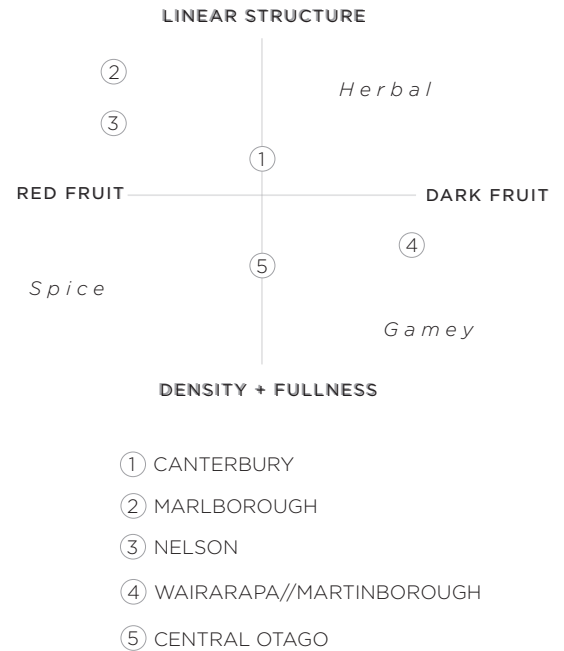 LINEAR STRUCTURE
②
Herbal
③
①
RED FRUIT
DARK FRUIT
④
⑤
Spice
Gamey
DENSITY + FULLNESS
① CANTERBURY
② MARLBOROUGH
③ NELSON
④ WAIRARAPA//MARTINBOROUGH
⑤ CENTRAL OTAGO